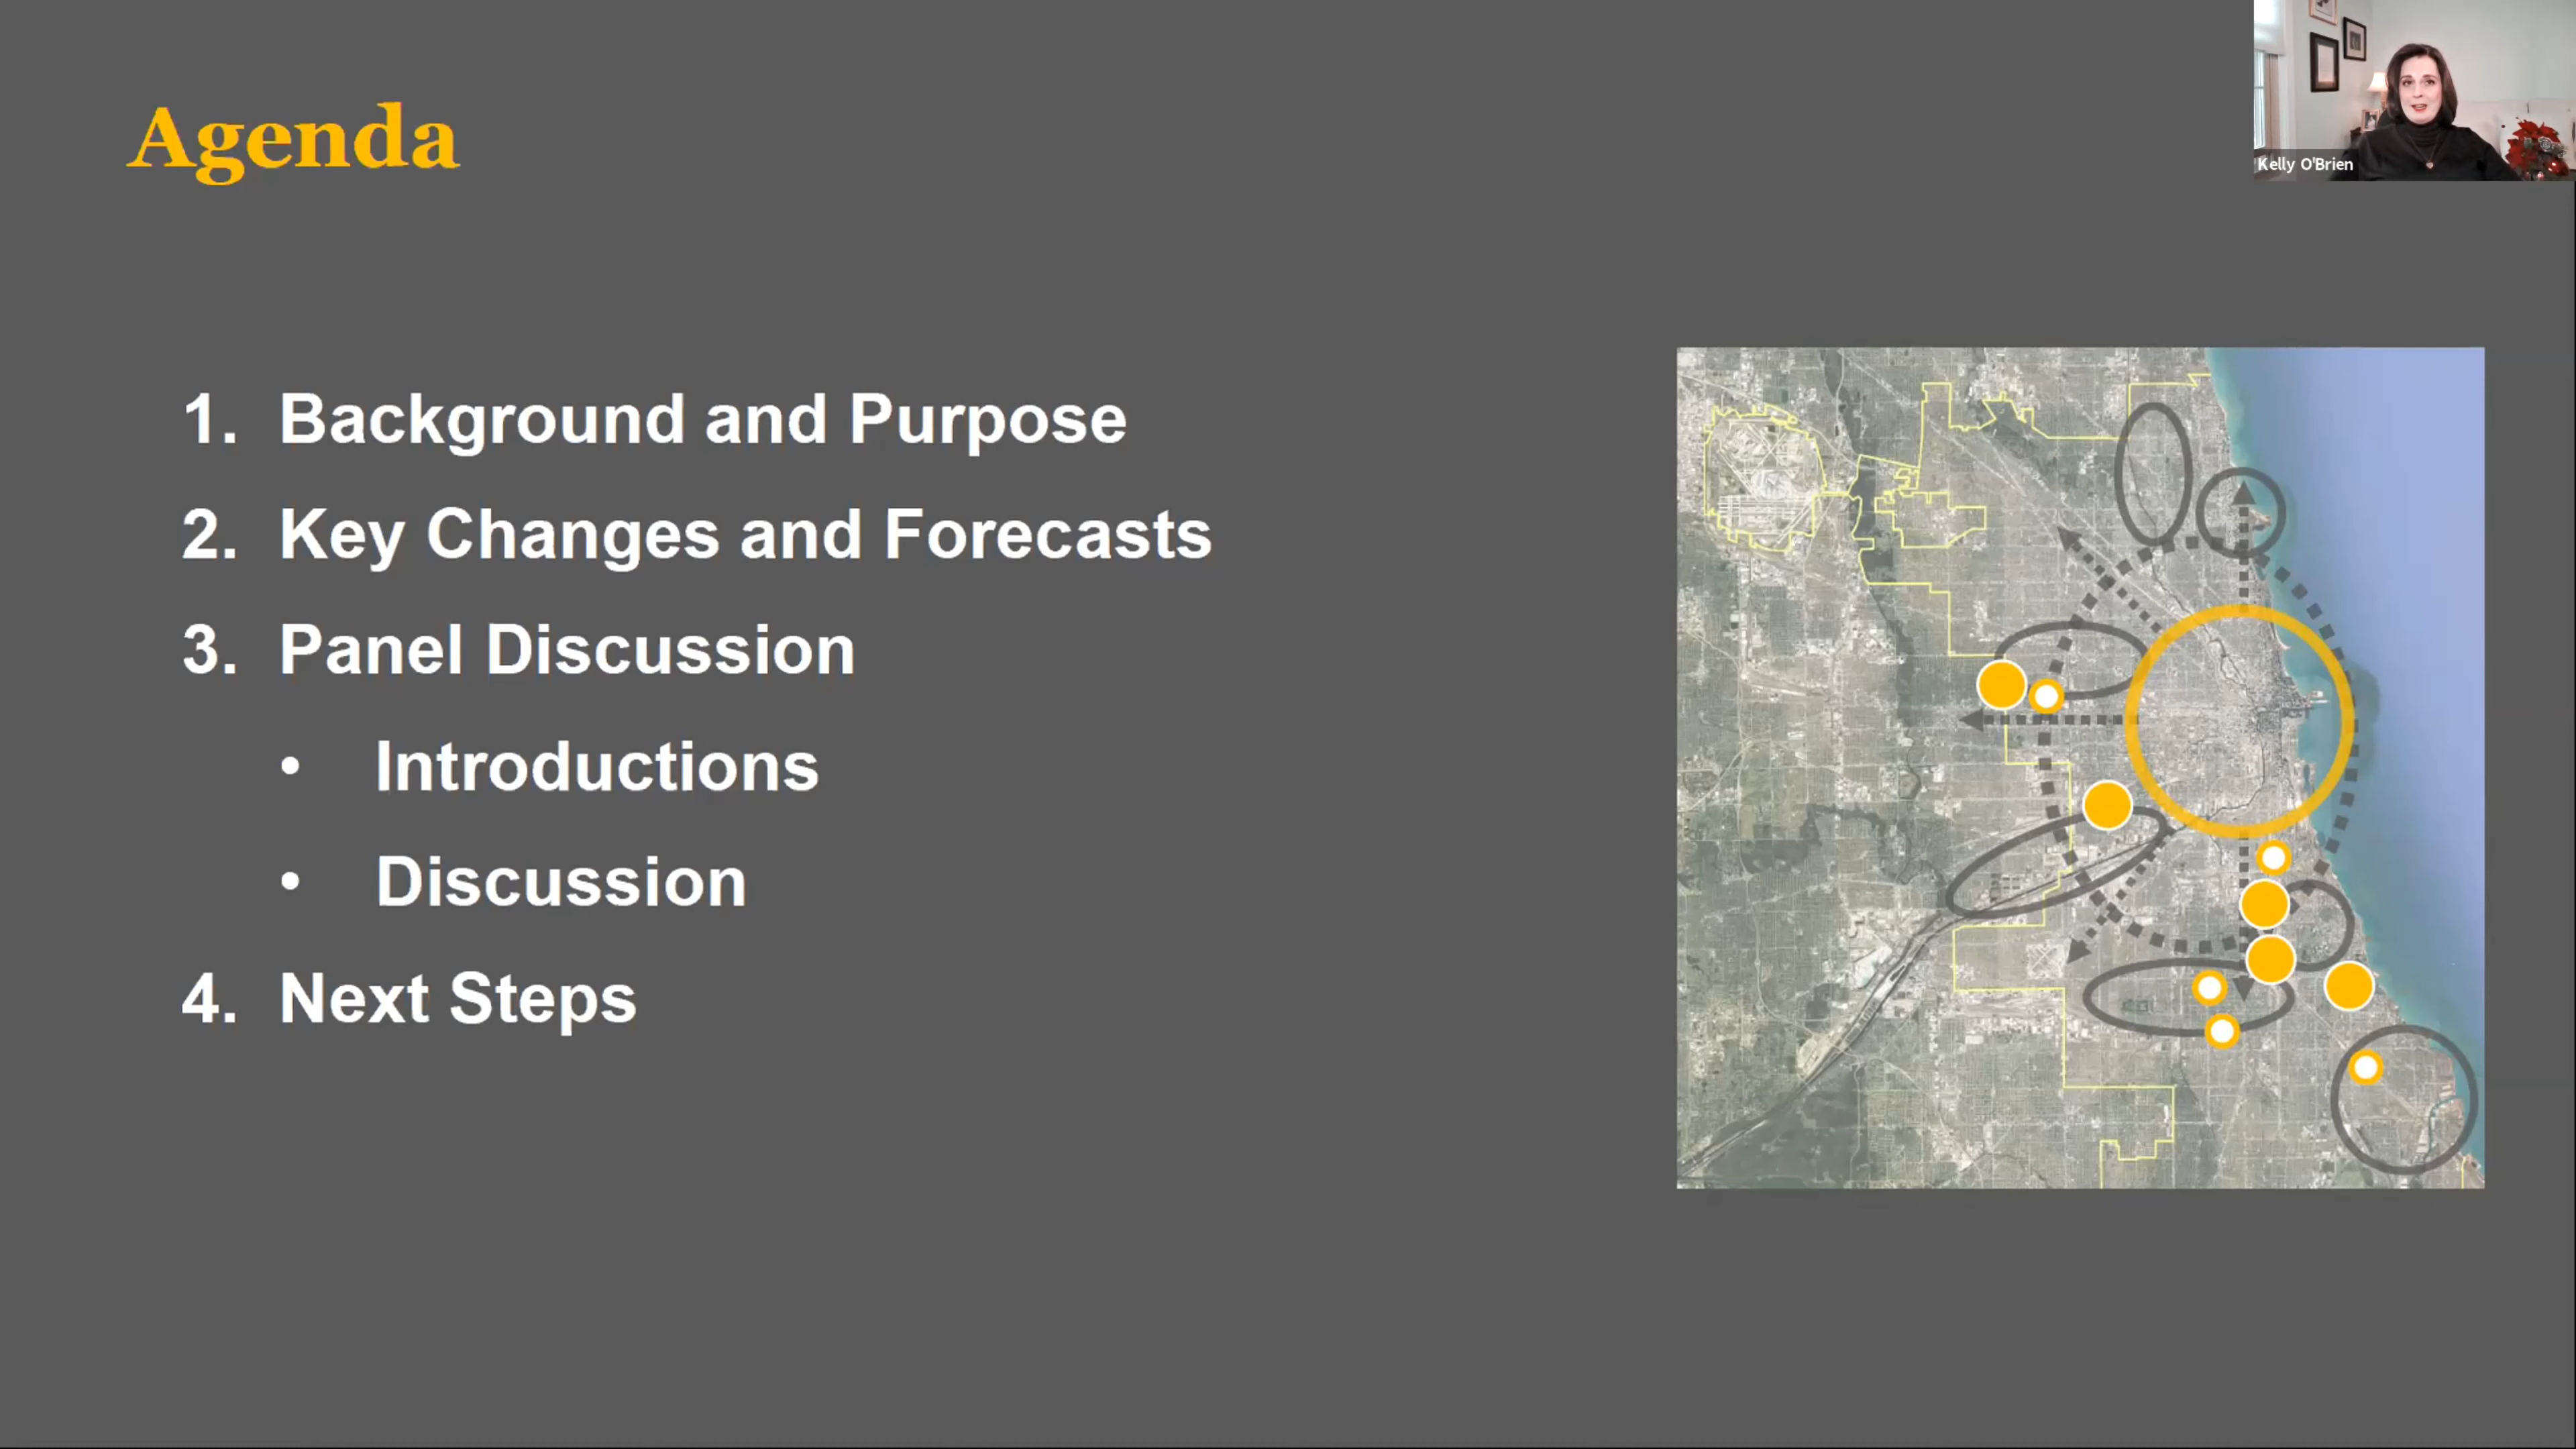 Agenda
Kelly O'Brien
1. Background and Purpose
2. Key Changes and Forecasts
3. Panel Discussion
• Introductions
• Discussion
4. Next Steps